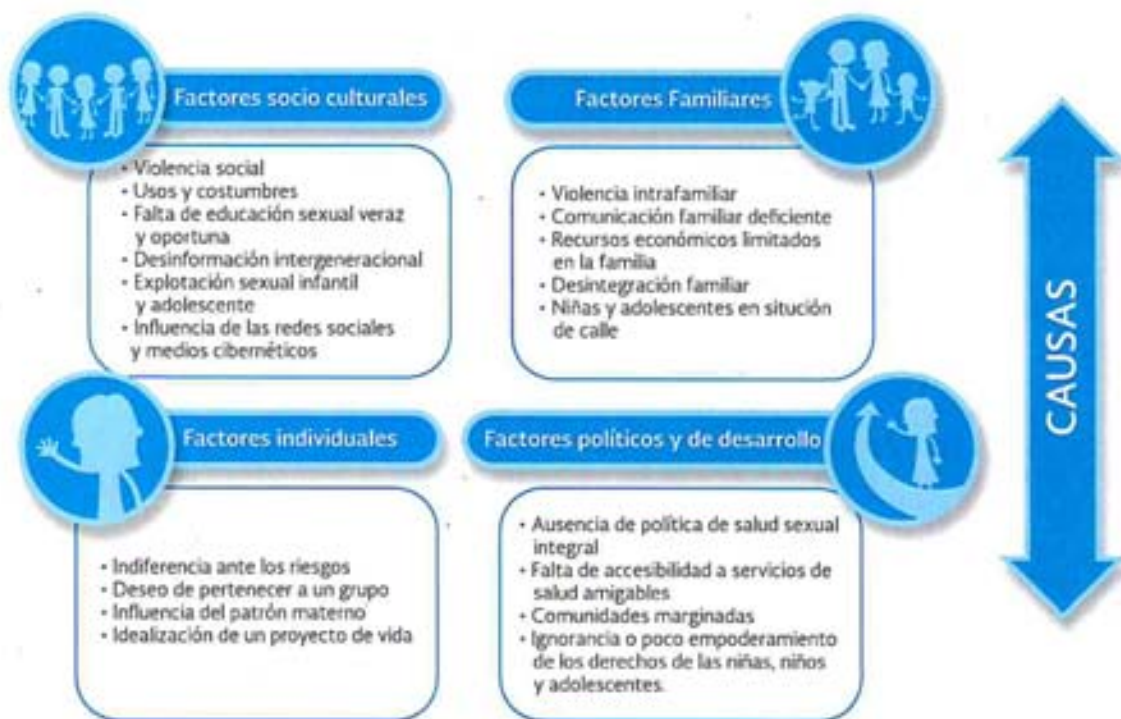 Factores socio culturales
• Violencia social
• Usos y costumbres
• Falta de educación sexual veraz
y oportuna
• Desinformación intergeneracional
• Explotación sexual infantil
y adolescente
• Influencia de las redes sociales
y medios cibernéticos
Factores Familiares
• Violencia intrafamiliar
• Comunicación familiar deficiente
• Recursos económicos limitados
en la familia
• Desintegración familiar
• Niñas y adolescentes en situción
de calle
Factores individuales
• Indiferencia ante los riesgos
• Deseo de pertenecer a un grupo
• Influencia del patrón materno
• Idealización de un proyecto de vida
Factores políticos y de desarrollo
• Ausencia de política de salud sexual
integral
• Falta de accesibilidad a servicios de
salud amigables
• Comunidades marginadas
• Ignorancia o poco empoderamiento
de los derechos de las niñas, niños
y adolescentes.
CAUSAS